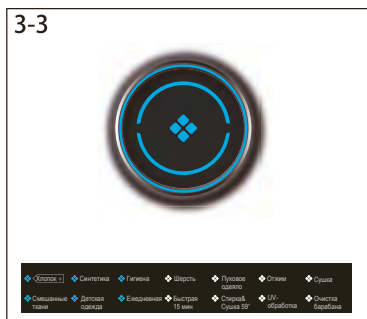 3-3
Хлопок + Синтетика Гигиена Шерсть Пуховое одеяло Отжим Сушка
Смешанные ткани Детская одежда Ежедневная Быстрая 15 мин Стирка& Сушка 59' UV-обработка Очистка барабана